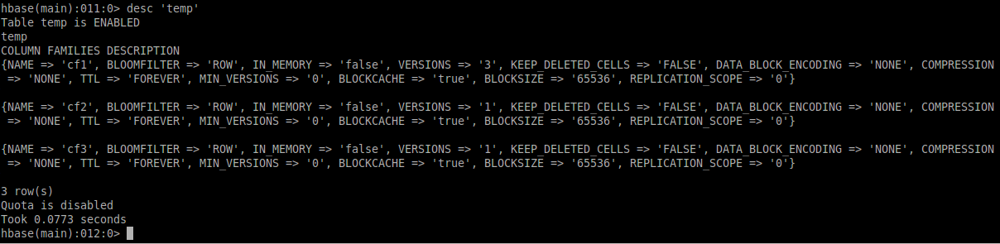 hbase(main):011:0> desc 'temp'
Table temp is ENABLED
temp
COLUMN FAMILIES DESCRIPTION
{NAME => 'cf1', BLOOMFILTER => 'ROW', IN_MEMORY => 'false', VERSIONS => '3', KEEP_DELETED_CELLS => 'FALSE', DATA_BLOCK_ENCODING => 'NONE', COMPRESSION
 => 'NONE', TTL => 'FOREVER', MIN_VERSIONS => '0', BLOCKCACHE => 'true', BLOCKSIZE => '65536', REPLICATION_SCOPE => '0'}
{NAME => 'cf2', BLOOMFILTER => 'ROW', IN_MEMORY => 'false', VERSIONS => '1', KEEP_DELETED_CELLS => 'FALSE', DATA_BLOCK_ENCODING => 'NONE', COMPRESSION
 => 'NONE', TTL => 'FOREVER', MIN_VERSIONS => '0', BLOCKCACHE => 'true', BLOCKSIZE => '65536', REPLICATION_SCOPE => '0'}
{NAME => 'cf3', BLOOMFILTER => 'ROW', IN_MEMORY => 'false', VERSIONS => '1', KEEP_DELETED_CELLS => 'FALSE', DATA_BLOCK_ENCODING => 'NONE', COMPRESSION
 => 'NONE', TTL => 'FOREVER', MIN_VERSIONS => '0', BLOCKCACHE => 'true', BLOCKSIZE => '65536', REPLICATION_SCOPE => '0'}
3 row(s)
Quota is disabled
Took 0.0773 seconds
hbase(main):012:0>